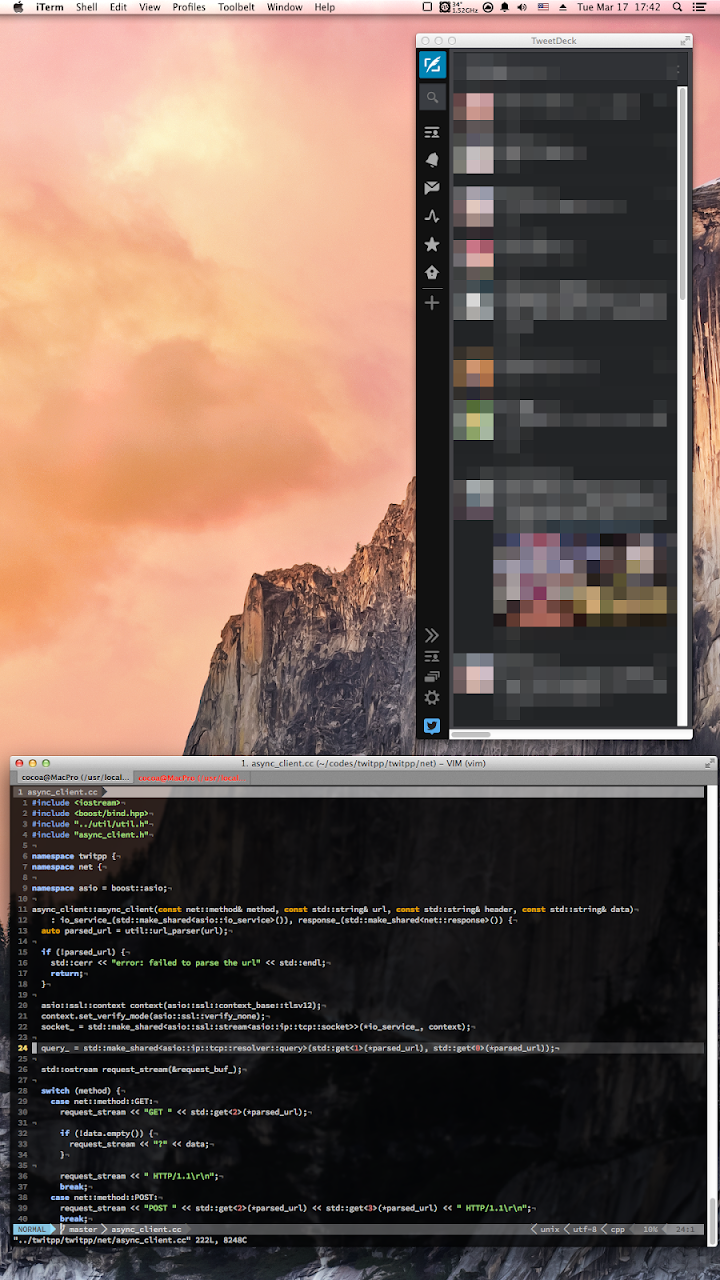 iTerm Shell Edit View Profiles Toolbelt Window Help 34° 1.52GHz Tue Mar 17 17:42
TweetDeck
1. async_client.cc (~/codes/twitpp/twitpp/net) – VIM (vim)
cocoa@MacPro (/usr/local... cocoa@MacPro (/usr/local...
1 async_client.cc
1 #include <iostream>¬
2 #include <boost/bind.hpp>¬
3 #include "../util/util.h"¬
4 #include "async_client.h"¬
5 ¬
6 namespace twitpp {¬
7 namespace net {¬
8 ¬
9 namespace asio = boost::asio;¬
10 ¬
11 async_client::async_client(const net::method& method, const std::string& url, const std::string& header, const std::string& data)¬
12 : io_service_(std::make_shared<asio::io_service>()), response_(std::make_shared<net::response>()) {¬
13 auto parsed_url = util::url_parser(url);¬
14 ¬
15 if (!parsed_url) {¬
16 std::cerr << "error: failed to parse the url" << std::endl;¬
17 return;¬
18 }¬
19 ¬
20 asio::ssl::context context(asio::ssl::context_base::tlsv12);¬
21 context.set_verify_mode(asio::ssl::verify_none);¬
22 socket_ = std::make_shared<asio::ssl::stream<asio::ip::tcp::socket>>(*io_service_, context);¬
23 ¬
24 query_ = std::make_shared<asio::ip::tcp::resolver::query>(std::get<1>(*parsed_url), std::get<0>(*parsed_url));¬
25 ¬
26 std::ostream request_stream(&request_buf_);¬
27 ¬
28 switch (method) {¬
29 case net::method::GET:¬
30 request_stream << "GET " << std::get<2>(*parsed_url);¬
31 ¬
32 if (!data.empty()) {¬
33 request_stream << "?" << data;¬
34 }¬
35 ¬
36 request_stream << " HTTP/1.1\r\n";¬
37 break;¬
38 case net::method::POST:¬
39 request_stream << "POST " << std::get<2>(*parsed_url) << std::get<3>(*parsed_url) << " HTTP/1.1\r\n";¬
40 break;¬
NORMAL master async_client.cc unix utf-8 cpp 10% 24:1
"../twitpp/twitpp/net/async_client.cc" 222L, 8248C